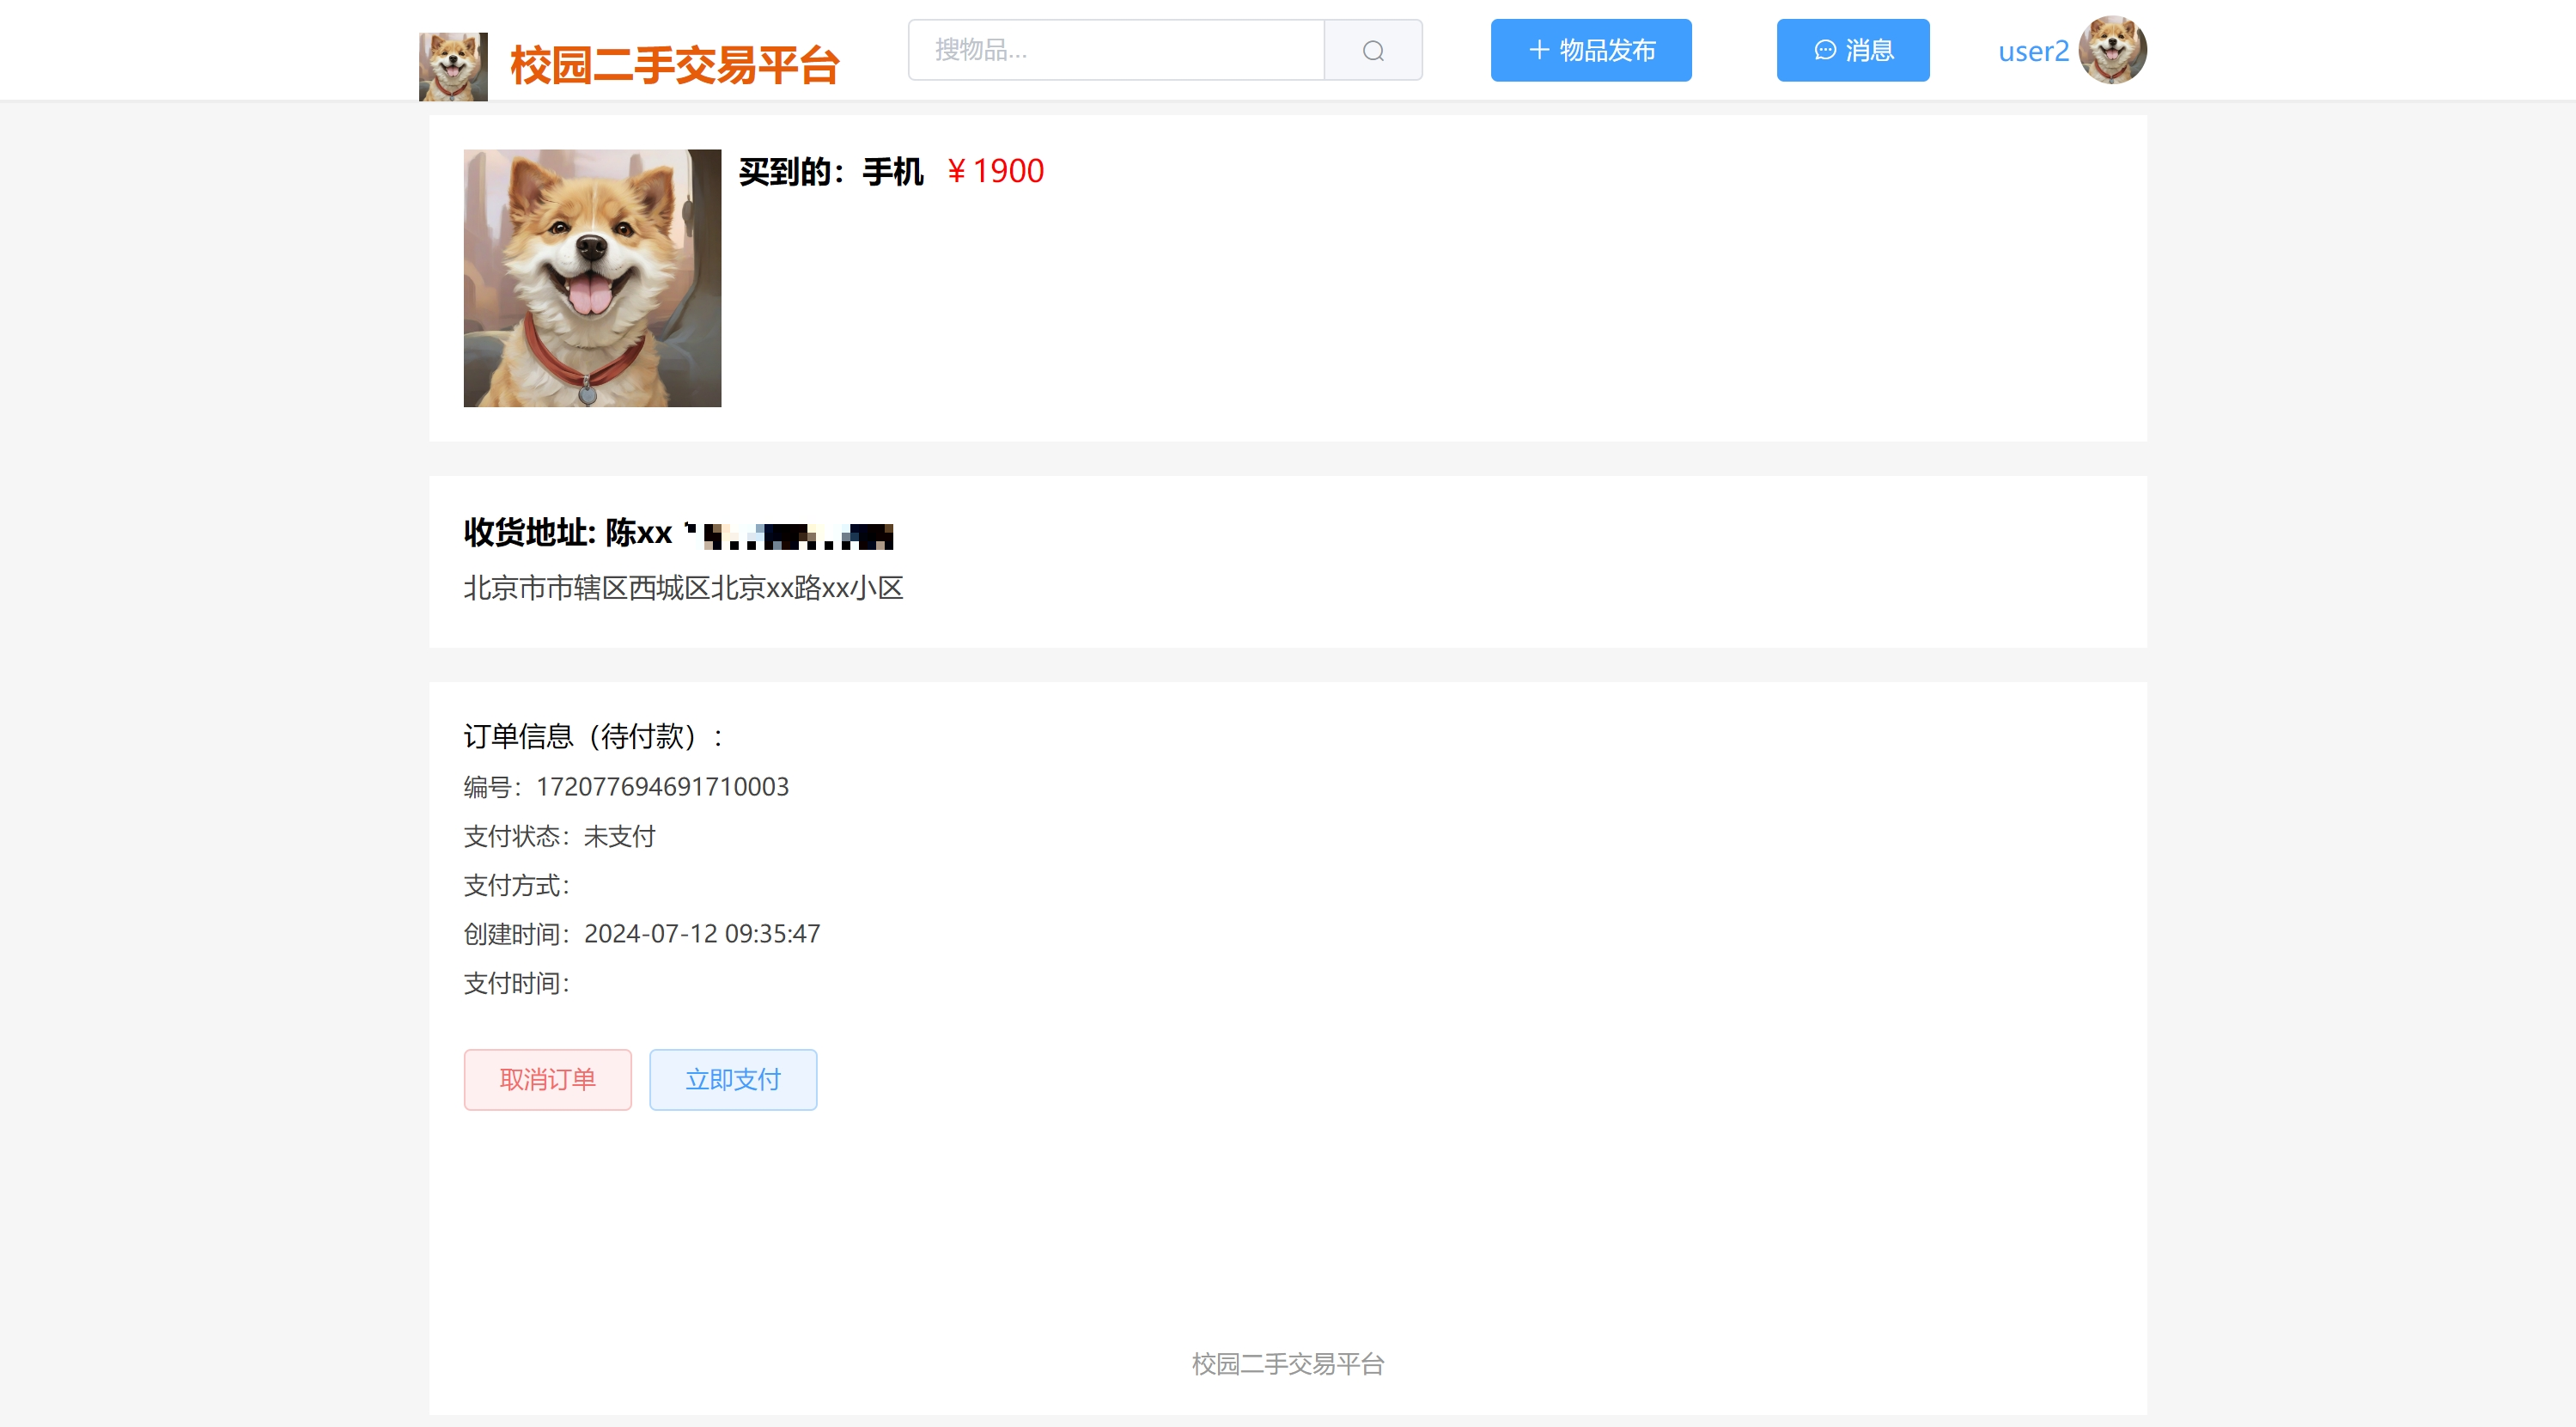 校园二手交易平台
搜物品...
物品发布
消息
user2
买到的：手机 ¥ 1900
收货地址: 陈xx
北京市市辖区西城区北京xx路xx小区
订单信息（待付款）:
编号：172077694691710003
支付状态：未支付
支付方式：
创建时间：2024-07-12 09:35:47
支付时间：
取消订单
立即支付
校园二手交易平台